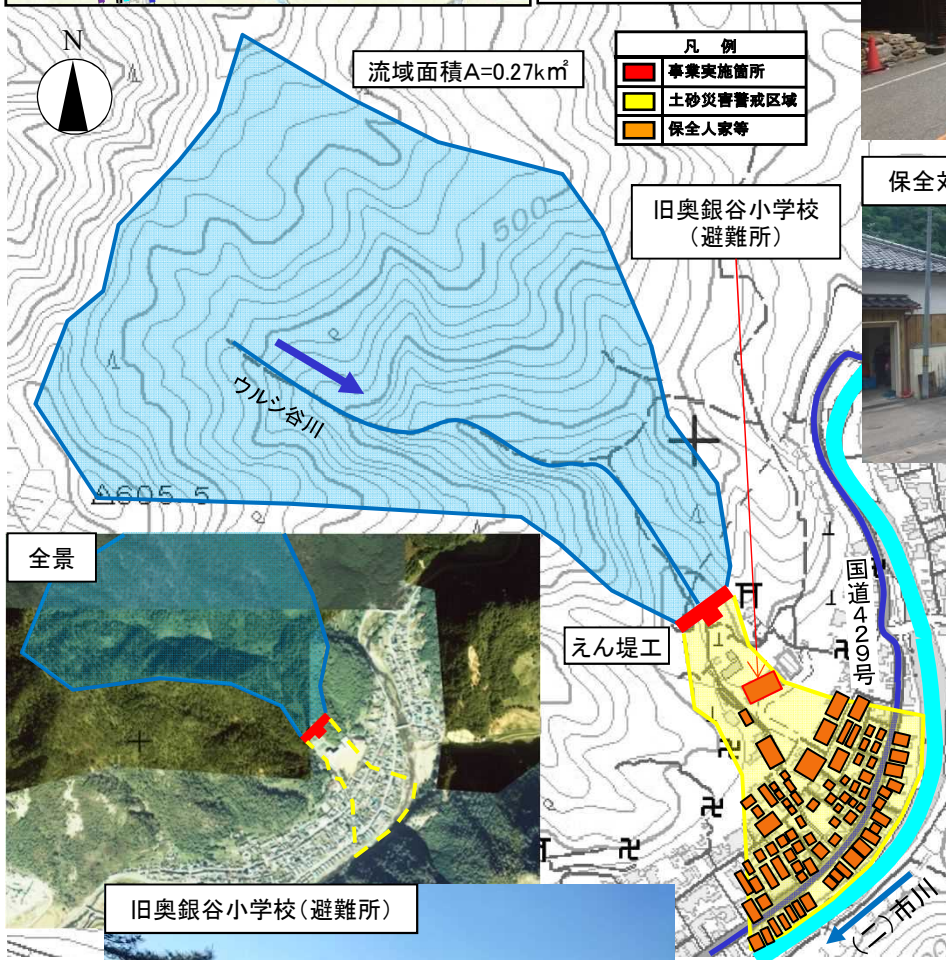 N
流域面積A=0.27k㎡
凡 例
事業実施箇所
土砂災害警戒区域
保全人家等
旧奥銀谷小学校
（避難所）
500
ウルシ谷川
605.5
全景
えん堤工
国道429号
旧奥銀谷小学校（避難所）
(二)市川